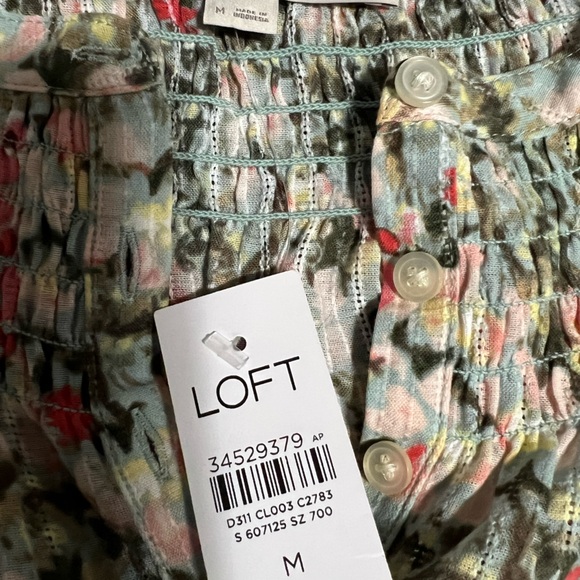 M MADE IN
INDONESIA
LOFT
34529379 AP
D311 CL003 C2783
S 607125 SZ 700
M